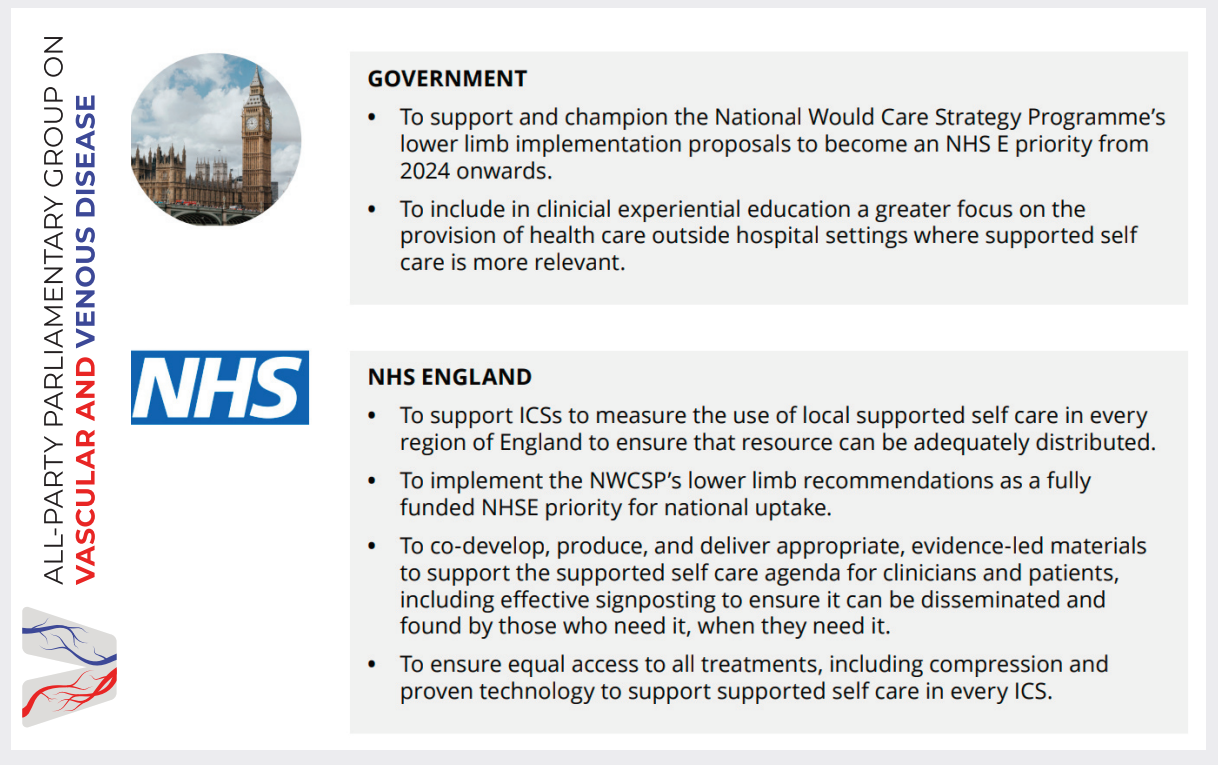 ALL-PARTY PARLIAMENTARY GROUP ON
VASCULAR AND VENOUS DISEASE
GOVERNMENT
• To support and champion the National Would Care Strategy Programme's
lower limb implementation proposals to become an NHS E priority from
2024 onwards.
• To include in clinicial experiential education a greater focus on the
provision of health care outside hospital settings where supported self
care is more relevant.
NHS
NHS ENGLAND
• To support ICSs to measure the use of local supported self care in every
region of England to ensure that resource can be adequately distributed.
• To implement the NWCSP's lower limb recommendations as a fully
funded NHSE priority for national uptake.
• To co-develop, produce, and deliver appropriate, evidence-led materials
to support the supported self care agenda for clinicians and patients,
including effective signposting to ensure it can be disseminated and
found by those who need it, when they need it.
• To ensure equal access to all treatments, including compression and
proven technology to support supported self care in every ICS.